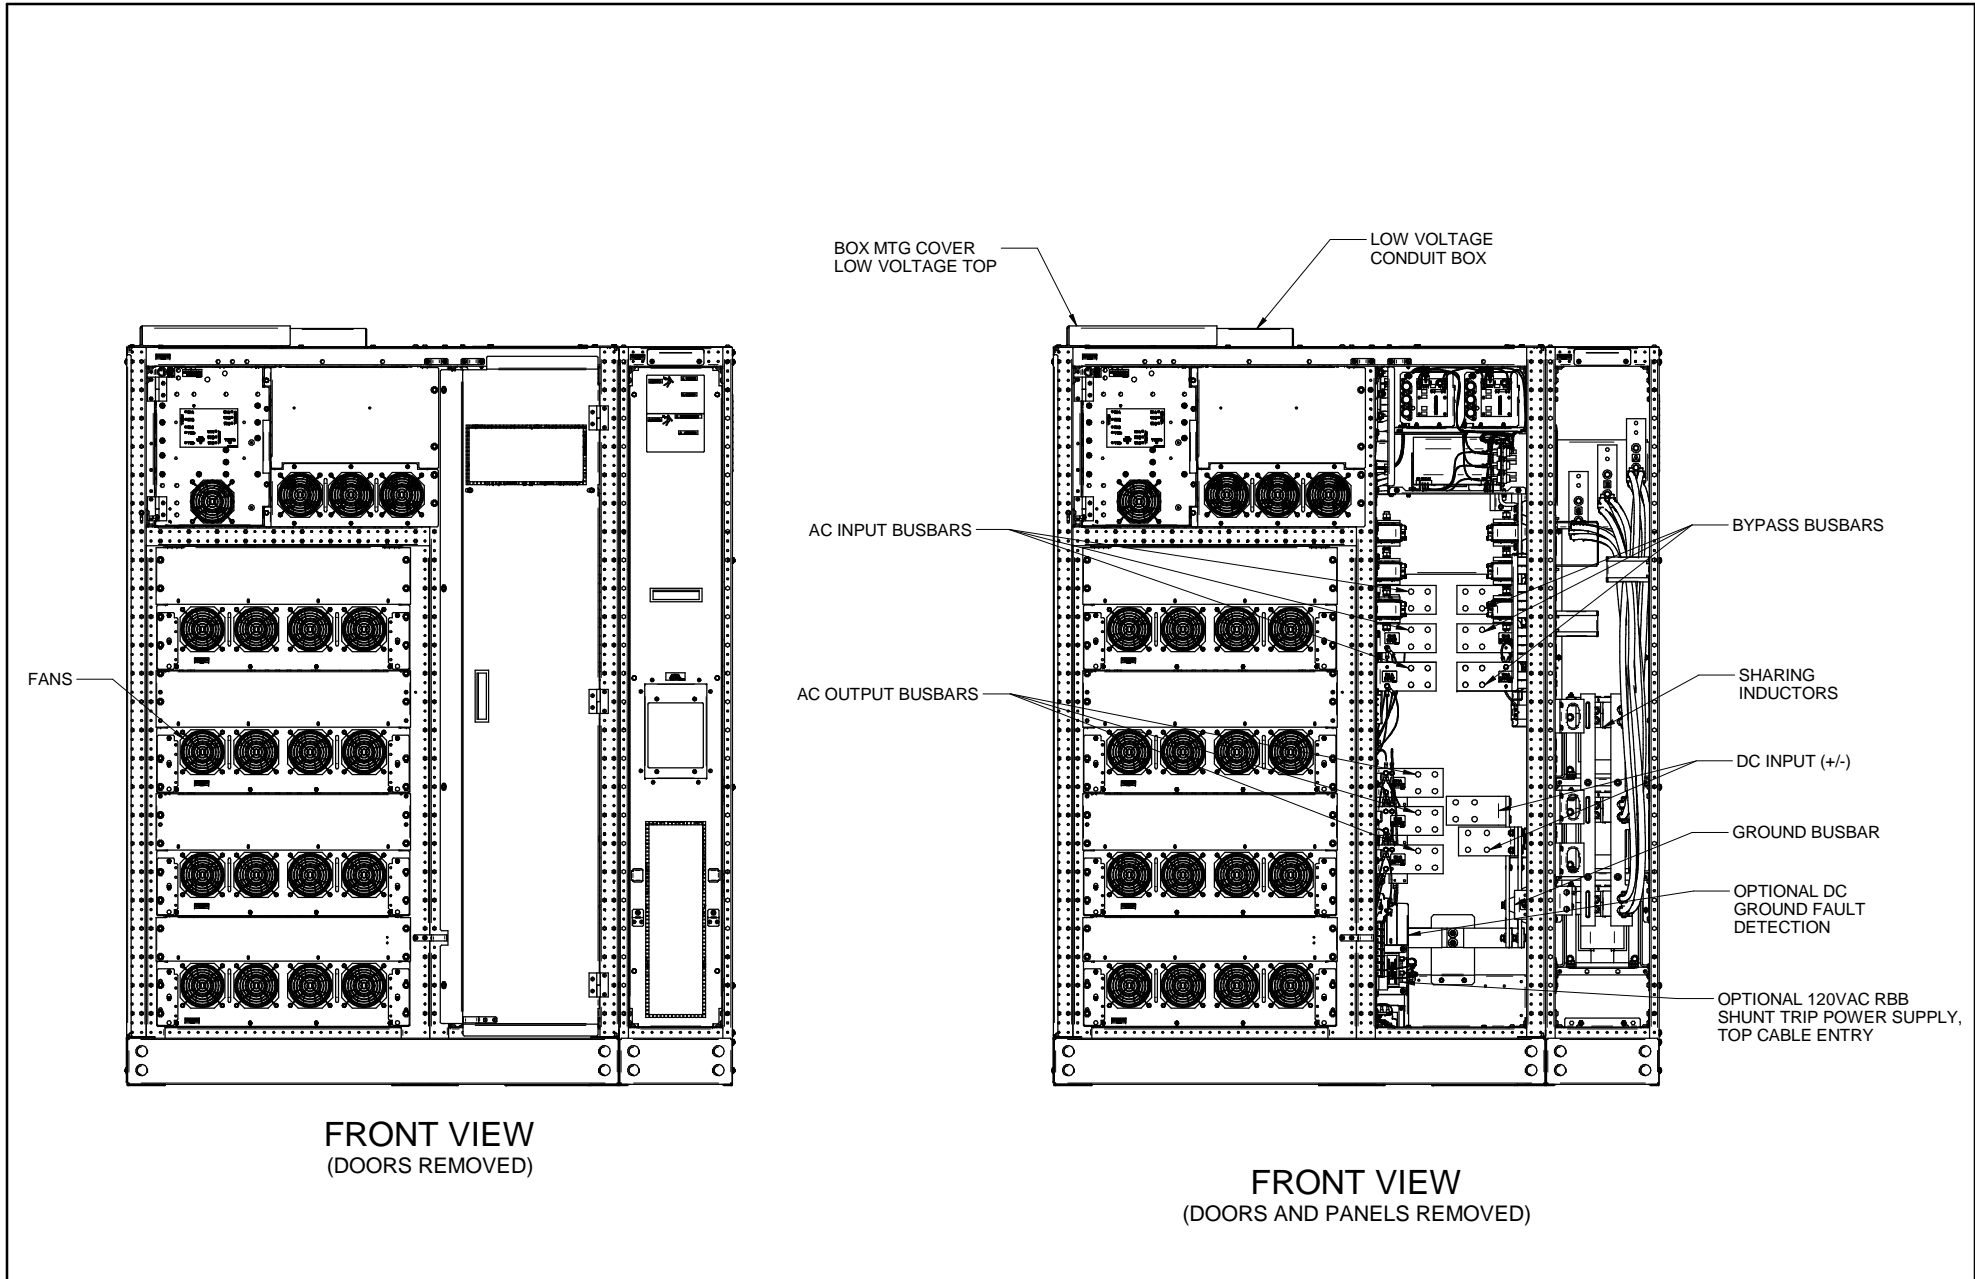 BOX MTG COVER
LOW VOLTAGE TOP
LOW VOLTAGE
CONDUIT BOX
AC INPUT BUSBARS
BYPASS BUSBARS
FANS
AC OUTPUT BUSBARS
SHARING
INDUCTORS
DC INPUT (+/-)
GROUND BUSBAR
OPTIONAL DC
GROUND FAULT
DETECTION
OPTIONAL 120VAC RBB
SHUNT TRIP POWER SUPPLY,
TOP CABLE ENTRY
FRONT VIEW
(DOORS REMOVED)
FRONT VIEW
(DOORS AND PANELS REMOVED)